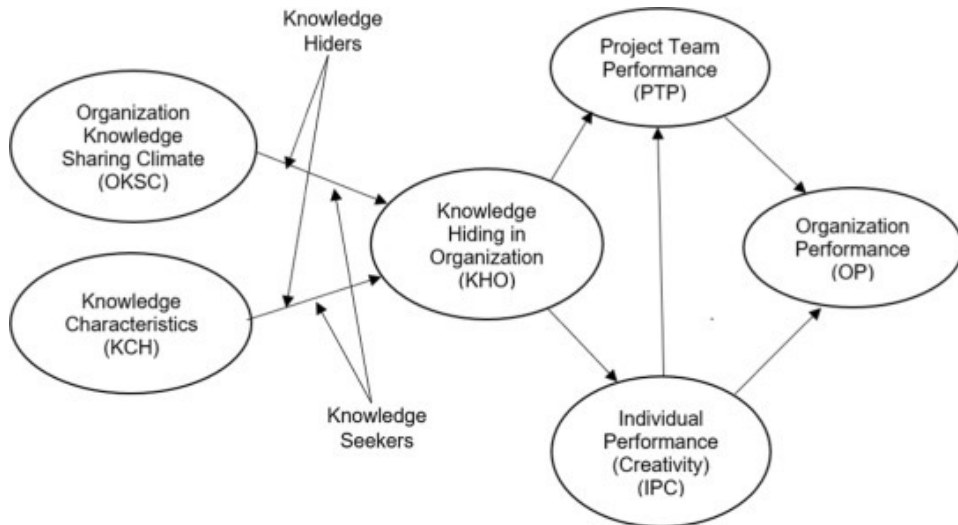 Knowledge
Hiders
Project Team
Performance
(PTP)
Organization
Knowledge
Sharing Climate
(OKSC)
Knowledge
Hiding in
Organization
(KHO)
Organization
Performance
(OP)
Knowledge
Characteristics
(KCH)
Knowledge
Seekers
Individual
Performance
(Creativity)
(IPC)